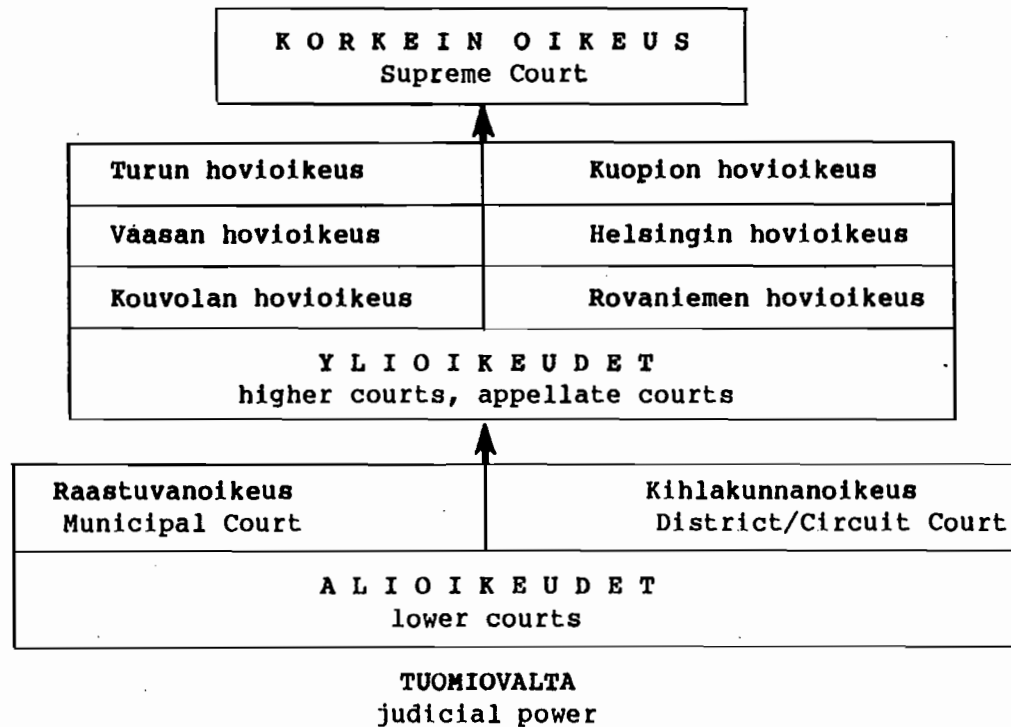 K O R K E I N O I K E U S
Supreme Court
Turun hovioikeus
Kuopion hovioikeus
Vaasan hovioikeus
Helsingin hovioikeus
Kouvolan hovioikeus
Rovaniemen hovioikeus
Y L I O I K E U D E T
higher courts, appellate courts
Raastuvanoikeus
Municipal Court
Kihlakunnanoikeus
District/Circuit Court
A L I O I K E U D E T
lower courts
TUOMIOVALTA
judicial power